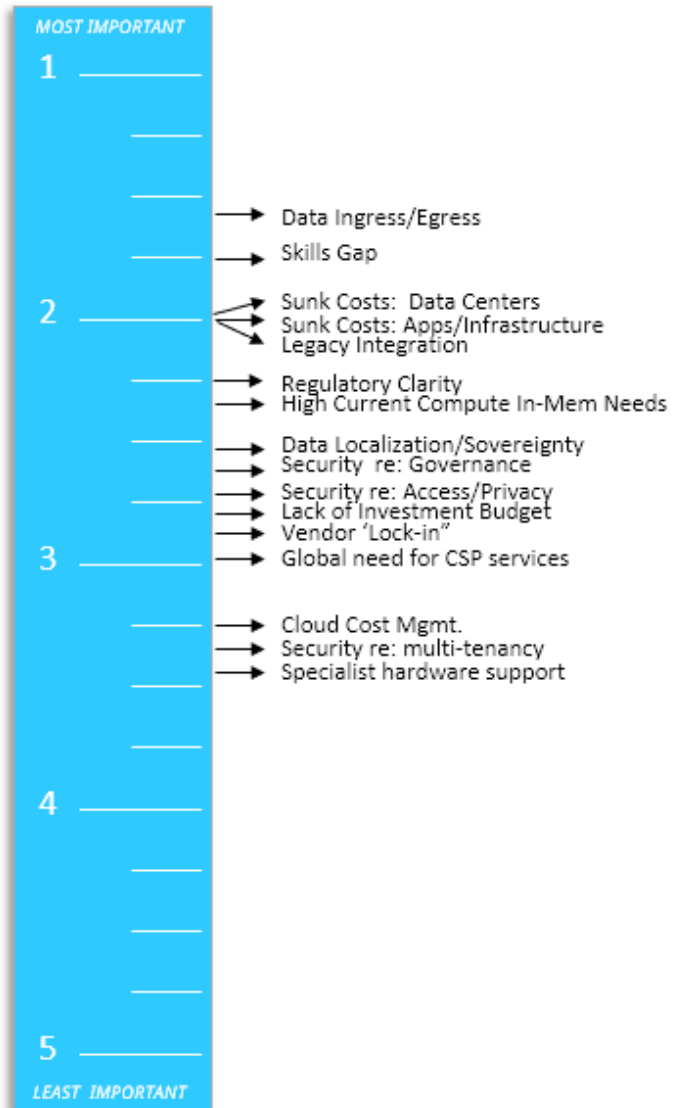 MOST IMPORTANT
1
Data Ingress/Egress
Skills Gap
Sunk Costs: Data Centers
2
Sunk Costs: Apps/Infrastructure
Legacy Integration
Regulatory Clarity
High Current Compute In-Mem Needs
Data Localization/Sovereignty
Security re: Governance
Security re: Access/Privacy
Lack of Investment Budget
Vendor ‘Lock-in”
3
Global need for CSP services
Cloud Cost Mgmt.
Security re: multi-tenancy
Specialist hardware support
4
5
LEAST IMPORTANT